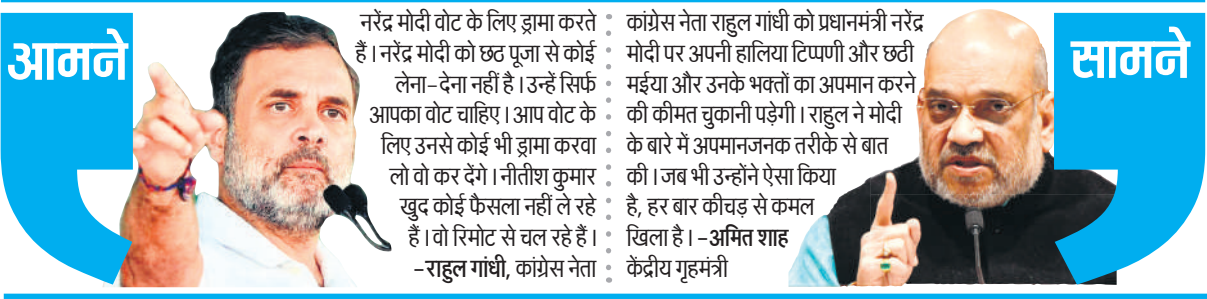 आमने
नरेंद्र मोदी वोट के लिए ड्रामा करते
हैं। नरेंद्र मोदी को छठ पूजा से कोई
लेना-देना नहीं है। उन्हें सिर्फ
आपका वोट चाहिए। आप वोट के
लिए उनसे कोई भी ड्रामा करवा
लो वो कर देंगे। नीतीश कुमार
खुद कोई फैसला नहीं ले रहे
हैं। वो रिमोट से चल रहे हैं।
-राहुल गांधी, कांग्रेस नेता
कांग्रेस नेता राहुल गांधी को प्रधानमंत्री नरेंद्र
मोदी पर अपनी हालिया टिप्पणी और छठी
मईया और उनके भक्तों का अपमान करने
की कीमत चुकानी पड़ेगी। राहुल ने मोदी
के बारे में अपमानजनक तरीके से बात
की। जब भी उन्होंने ऐसा किया
है, हर बार कीचड़ से कमल
खिला है। -अमित शाह
केंद्रीय गृहमंत्री
सामने